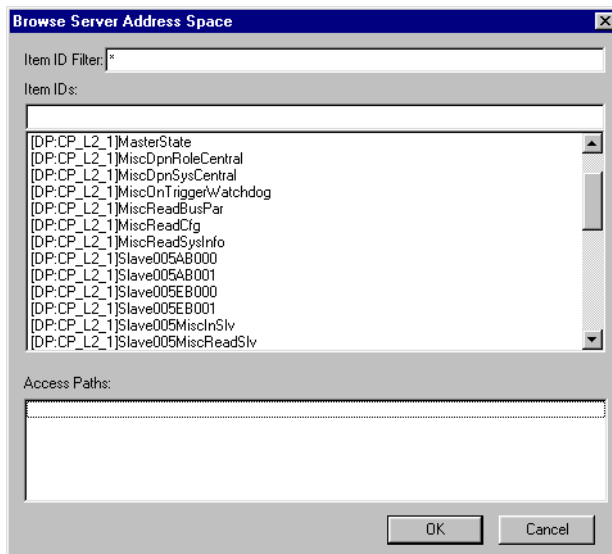 Browse Server Address Space
Item ID Filter: *
Item IDs:
[DP:CP_L2_1]MasterState
[DP:CP_L2_1]MiscDpnRoleCentral
[DP:CP_L2_1]MiscDpnSysCentral
[DP:CP_L2_1]MiscOnTriggerWatchdog
[DP:CP_L2_1]MiscReadBusPar
[DP:CP_L2_1]MiscReadCfg
[DP:CP_L2_1]MiscReadSysInfo
[DP:CP_L2_1]Slave005AB000
[DP:CP_L2_1]Slave005AB001
[DP:CP_L2_1]Slave005EB000
[DP:CP_L2_1]Slave005EB001
[DP:CP_L2_1]Slave005MiscInSlv
[DP:CP_L2_1]Slave005MiscReadSlv
Access Paths:
OK Cancel